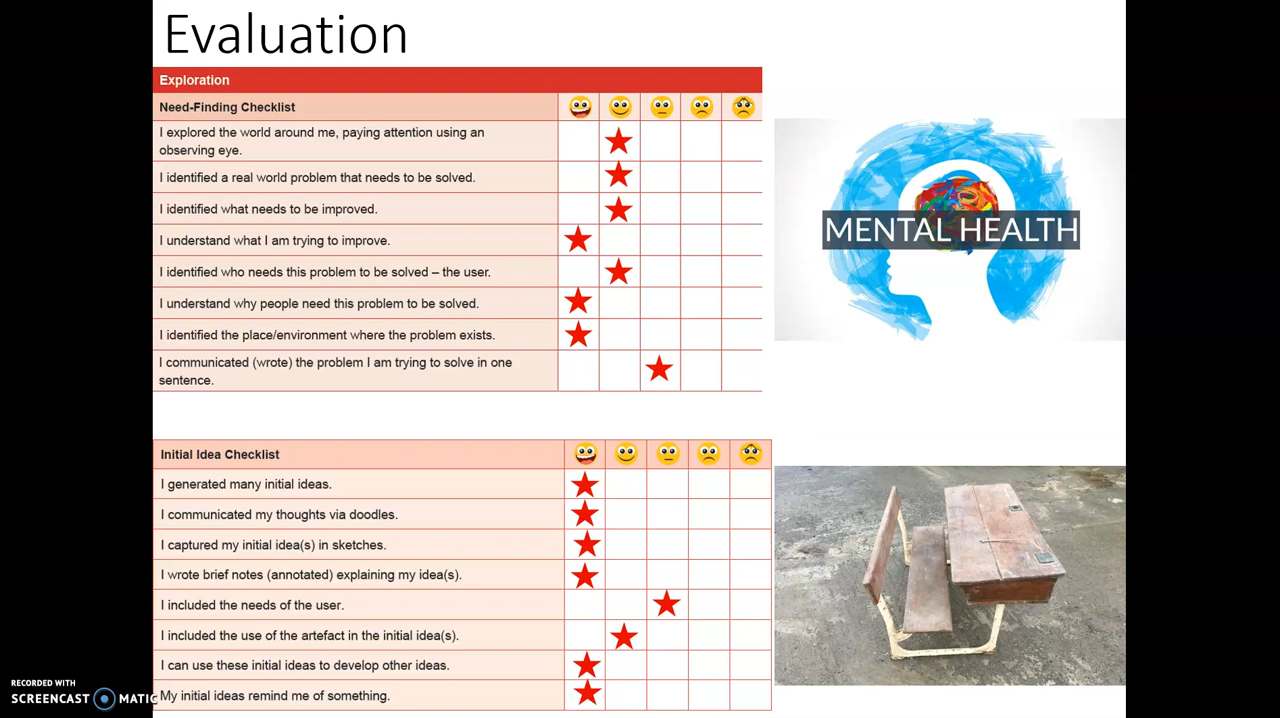 Evaluation
Exploration
Need-Finding Checklist
I explored the world around me, paying attention using an
observing eye.
I identified a real world problem that needs to be solved.
I identified what needs to be improved.
I understand what I am trying to improve.
I identified who needs this problem to be solved – the user.
I understand why people need this problem to be solved.
I identified the place/environment where the problem exists.
I communicated (wrote) the problem I am trying to solve in one
sentence.
MENTAL HEALTH
Initial Idea Checklist
I generated many initial ideas.
I communicated my thoughts via doodles.
I captured my initial idea(s) in sketches.
I wrote brief notes (annotated) explaining my idea(s).
I included the needs of the user.
I included the use of the artefact in the initial idea(s).
I can use these initial ideas to develop other ideas.
My initial ideas remind me of something.
RECORDED WITH
SCREENCAST MATIC